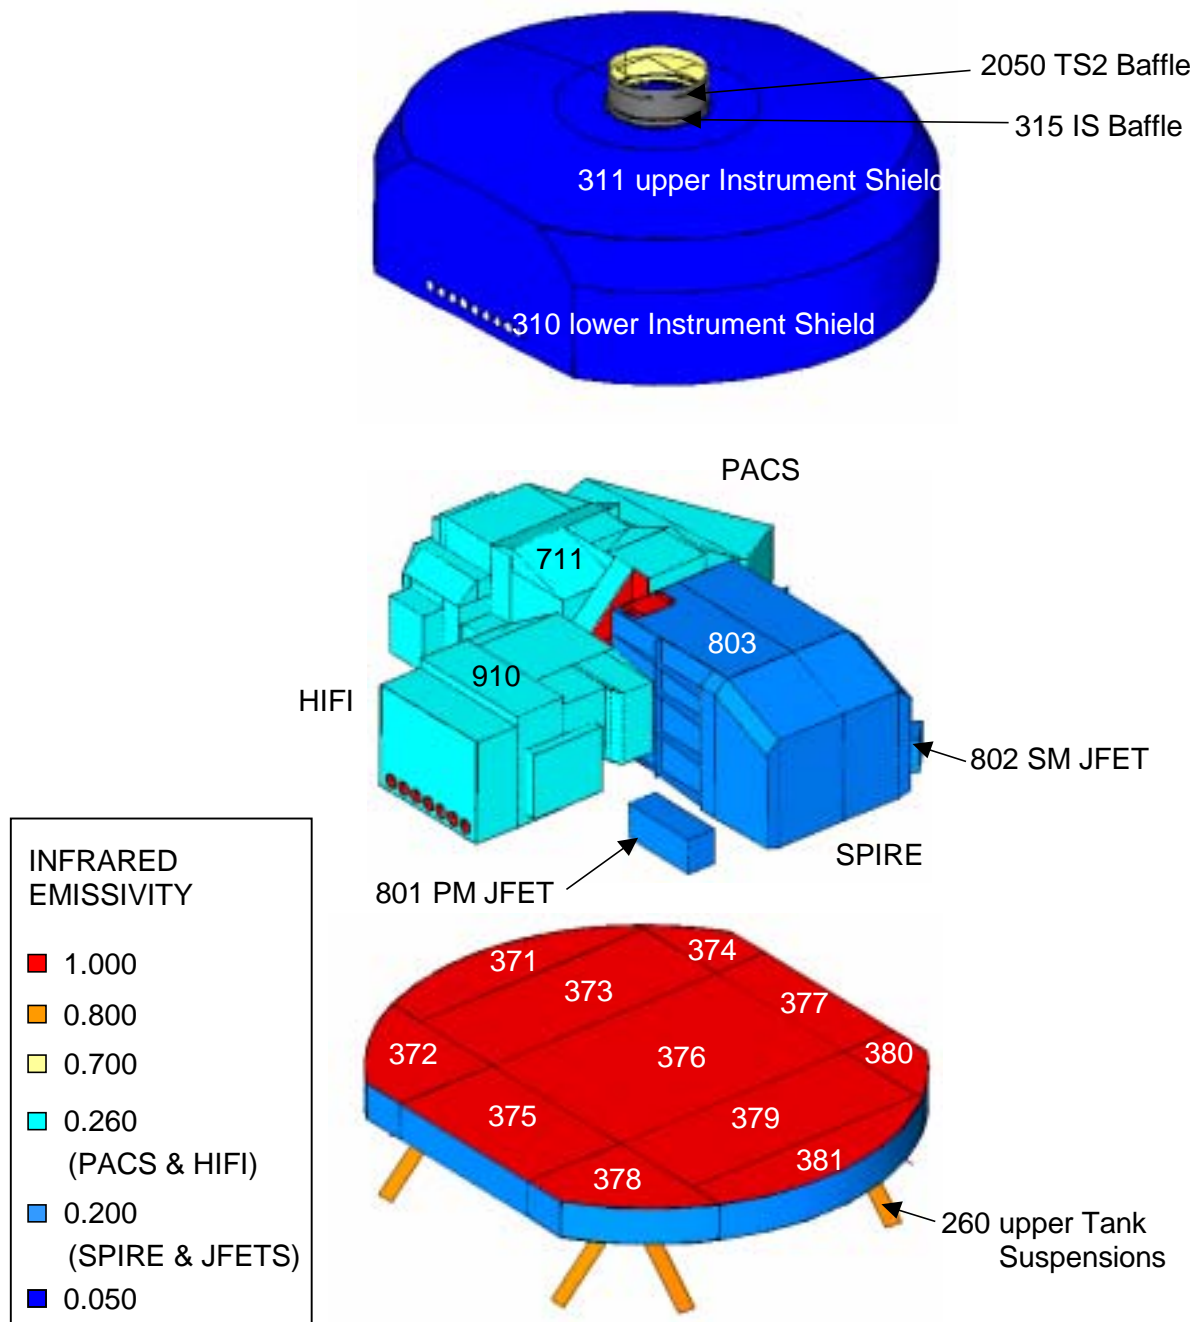 2050 TS2 Baffle
315 IS Baffle
311 upper Instrument Shield
310 lower Instrument Shield
PACS
711
803
910
HIFI
802 SM JFET
SPIRE
801 PM JFET
INFRARED
EMISSIVITY
1.000
0.800
0.700
0.260
(PACS & HIFI)
0.200
(SPIRE & JFETS)
0.050
371
374
373
377
372
376
380
375
379
381
378
260 upper Tank
Suspensions